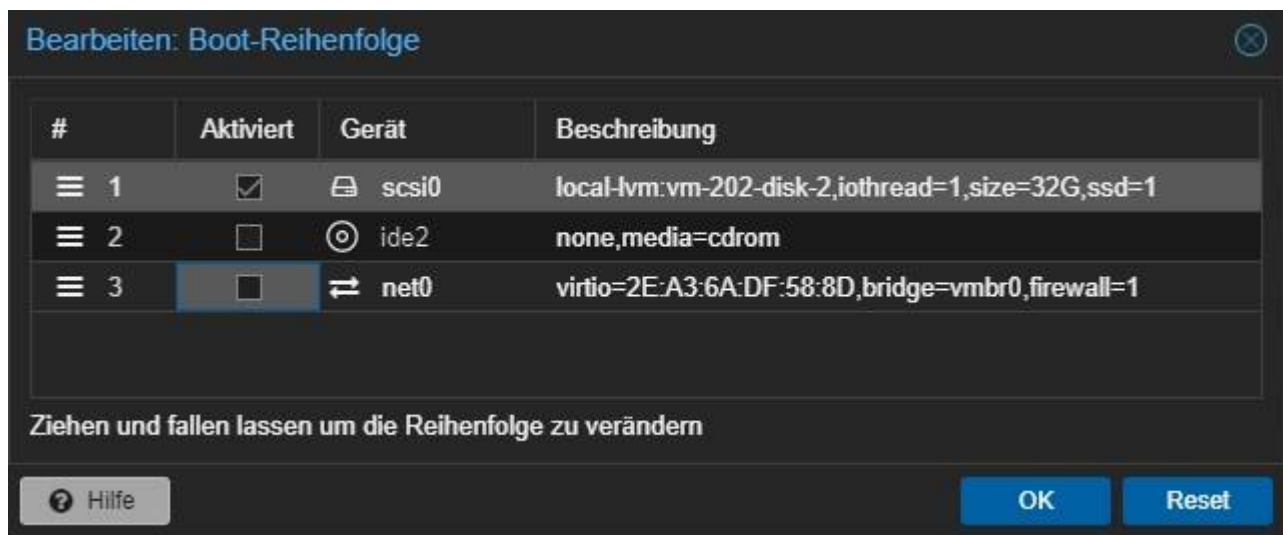 Bearbeiten: Boot-Reihenfolge
# Aktiviert Gerät Beschreibung
1 scsi0 local-lvm:vm-202-disk-2,iothread=1,size=32G,ssd=1
2 ide2 none,media=cdrom
3 net0 virtio=2E:A3:6A:DF:58:8D,bridge=vmbr0,firewall=1
Ziehen und fallen lassen um die Reihenfolge zu verändern
Hilfe OK Reset